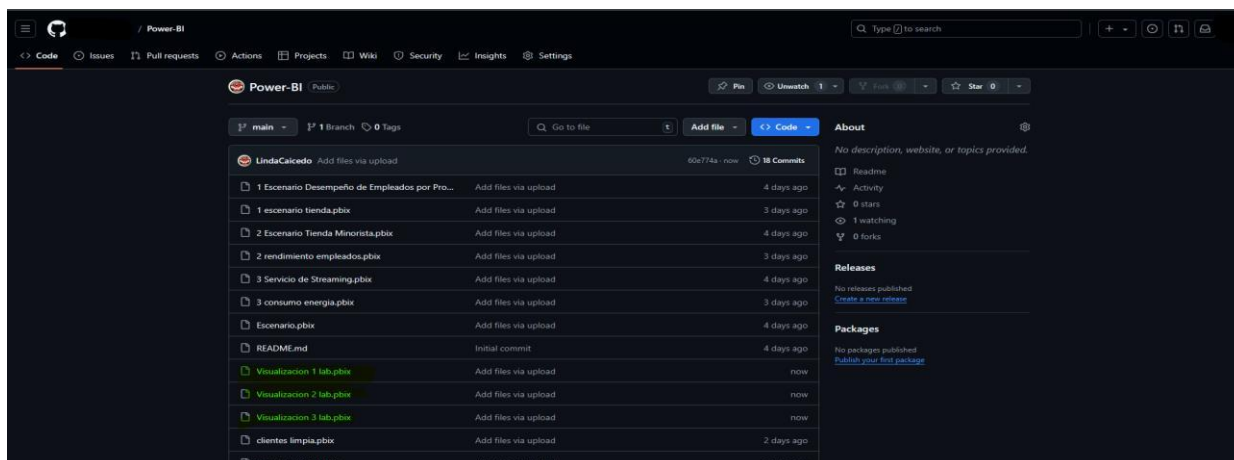 / Power-BI
Type / to search
<> Code Issues Pull requests Actions Projects Wiki Security Insights Settings
Power-BI Public
Pin Unwatch 1 Fork 0 Star 0
main 1 Branch 0 Tags
Go to file t
Add file <> Code
LindaCaicedo Add files via upload 60e774a · now 18 Commits
1 Escenario Desempeño de Empleados por Pro... Add files via upload 4 days ago
1 escenario tienda.pbix Add files via upload 3 days ago
2 Escenario Tienda Minorista.pbix Add files via upload 4 days ago
2 rendimiento empleados.pbix Add files via upload 3 days ago
3 Servicio de Streaming.pbix Add files via upload 4 days ago
3 consumo energia.pbix Add files via upload 3 days ago
Escenario.pbix Add files via upload 4 days ago
README.md Initial commit 4 days ago
Visualizacion 1 lab.pbix Add files via upload now
Visualizacion 2 lab.pbix Add files via upload now
Visualizacion 3 lab.pbix Add files via upload now
clientes limpia.pbix Add files via upload 2 days ago
About
No description, website, or topics provided.
Readme
Activity
0 stars
1 watching
0 forks
Releases
No releases published
Create a new release
Packages
No packages published
Publish your first package